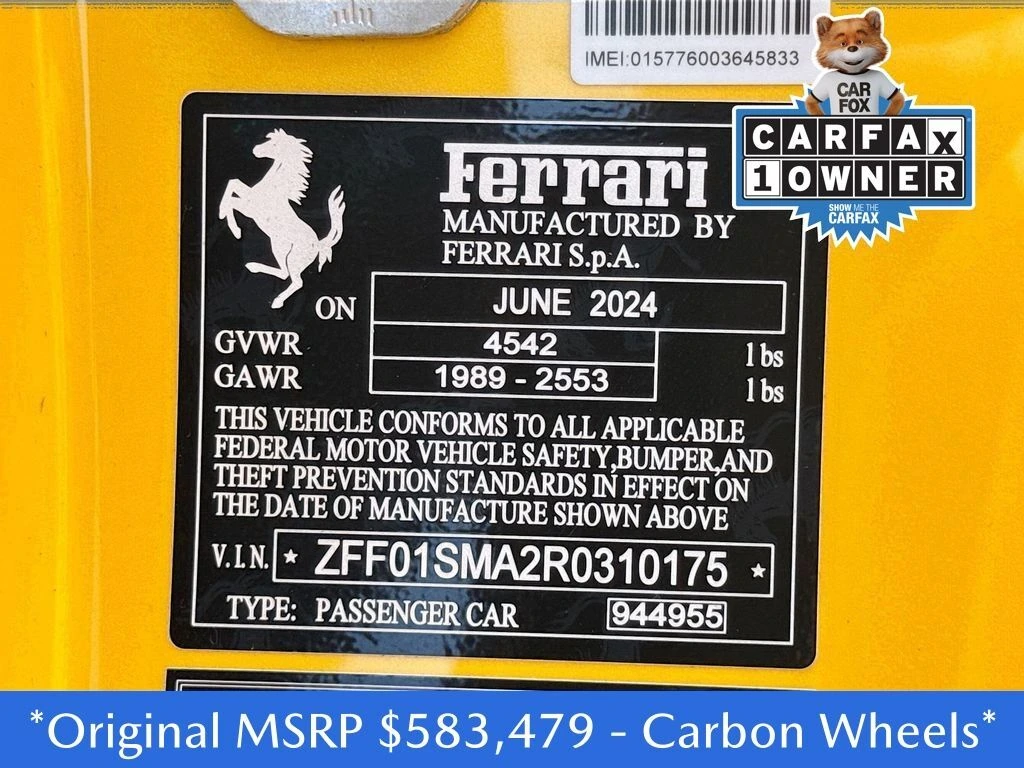 IMEI:015776003645833
CAR
FOX
CARFAX
1 OWNER
SHOW ME THE
CARFAX
Ferrari
MANUFACTURED BY
FERRARI S.p.A.
ON JUNE 2024
GVWR 4542 lbs
GAWR 1989 - 2553 lbs
THIS VEHICLE CONFORMS TO ALL APPLICABLE
FEDERAL MOTOR VEHICLE SAFETY,BUMPER,AND
THEFT PREVENTION STANDARDS IN EFFECT ON
THE DATE OF MANUFACTURE SHOWN ABOVE
V.I.N. * ZFF01SMA2R0310175 *
TYPE: PASSENGER CAR 944955
*Original MSRP $583,479 - Carbon Wheels*